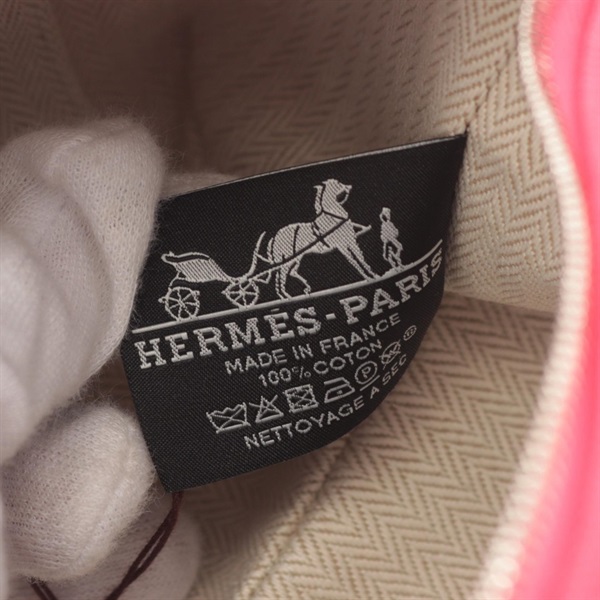 HERMÈS-PARIS
MADE IN FRANCE
100% COTON
NETTOYAGE A SEC